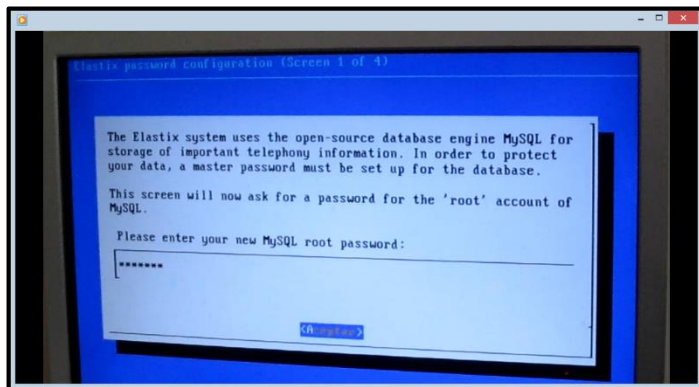 Elastix password configuration (Screen 1 of 4)
The Elastix system uses the open-source database engine MySQL for
storage of important telephony information. In order to protect
your data, a master password must be set up for the database.
This screen will now ask for a password for the 'root' account of
MySQL.
Please enter your new MySQL root password:
*******
<Aceptar>